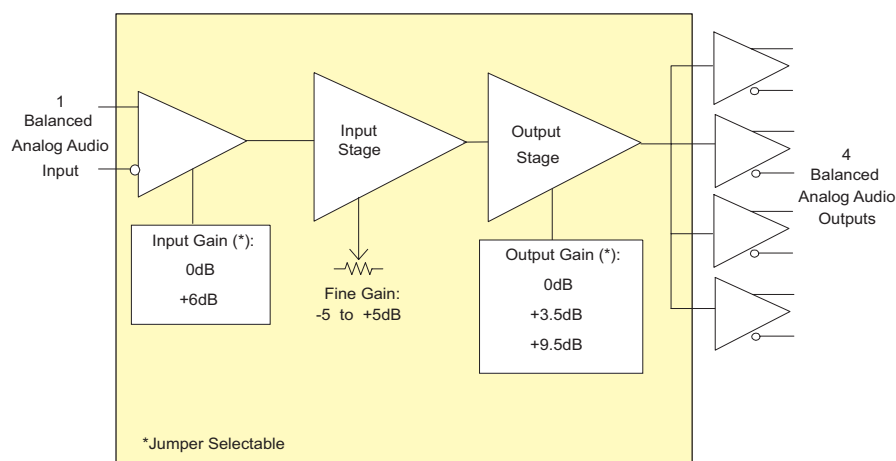 1
Balanced
Analog Audio
Input
Input
Stage
Output
Stage
4
Balanced
Analog Audio
Outputs
Input Gain (*):
0dB
+6dB
Fine Gain:
-5 to +5dB
Output Gain (*):
0dB
+3.5dB
+9.5dB
*Jumper Selectable